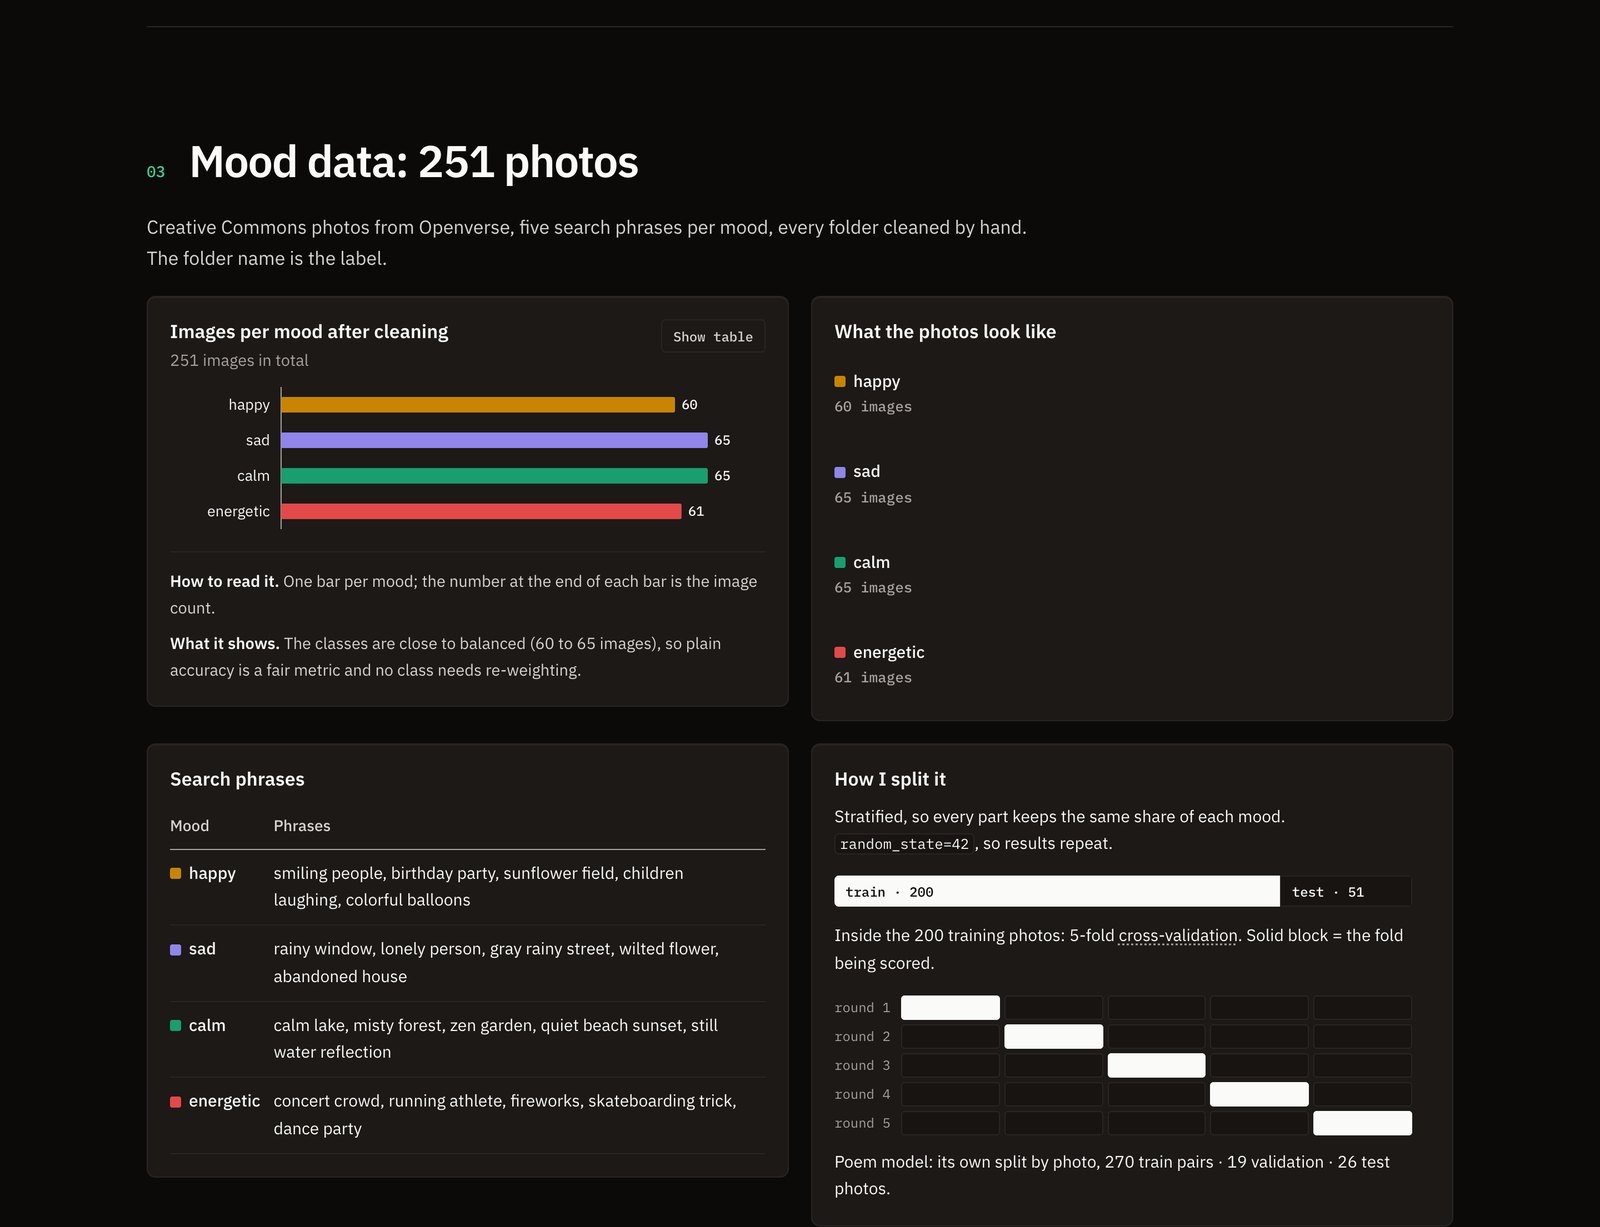 03 Mood data: 251 photos
Creative Commons photos from Openverse, five search phrases per mood, every folder cleaned by hand.
The folder name is the label.
Images per mood after cleaning
Show table
251 images in total
happy 60
sad 65
calm 65
energetic 61
How to read it. One bar per mood; the number at the end of each bar is the image
count.
What it shows. The classes are close to balanced (60 to 65 images), so plain
accuracy is a fair metric and no class needs re-weighting.
What the photos look like
happy
60 images
sad
65 images
calm
65 images
energetic
61 images
Search phrases
Mood Phrases
happy smiling people, birthday party, sunflower field, children
laughing, colorful balloons
sad rainy window, lonely person, gray rainy street, wilted flower,
abandoned house
calm calm lake, misty forest, zen garden, quiet beach sunset, still
water reflection
energetic concert crowd, running athlete, fireworks, skateboarding trick,
dance party
How I split it
Stratified, so every part keeps the same share of each mood.
random_state=42, so results repeat.
train · 200 test · 51
Inside the 200 training photos: 5-fold cross-validation. Solid block = the fold
being scored.
round 1
round 2
round 3
round 4
round 5
Poem model: its own split by photo, 270 train pairs · 19 validation · 26 test
photos.